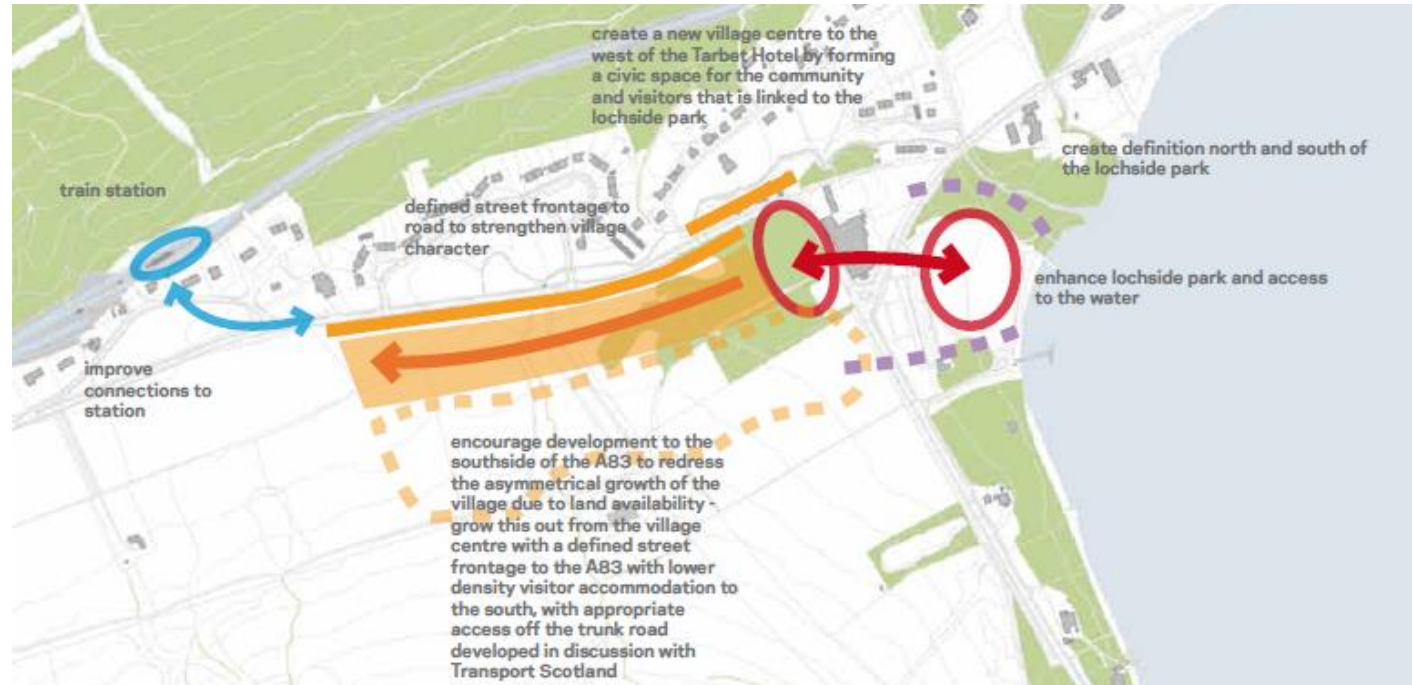 create a new village centre to the
west of the Tarbet Hotel by forming
a civic space for the community
and visitors that is linked to the
lochside park
create definition north and south of
the lochside park
train station
defined street frontage to
road to strengthen village
character
enhance lochside park and access
to the water
improve
connections to
station
encourage development to the
southside of the A83 to redress
the asymmetrical growth of the
village due to land availability -
grow this out from the village
centre with a defined street
frontage to the A83 with lower
density visitor accommodation to
the south, with appropriate
access off the trunk road
developed in discussion with
Transport Scotland